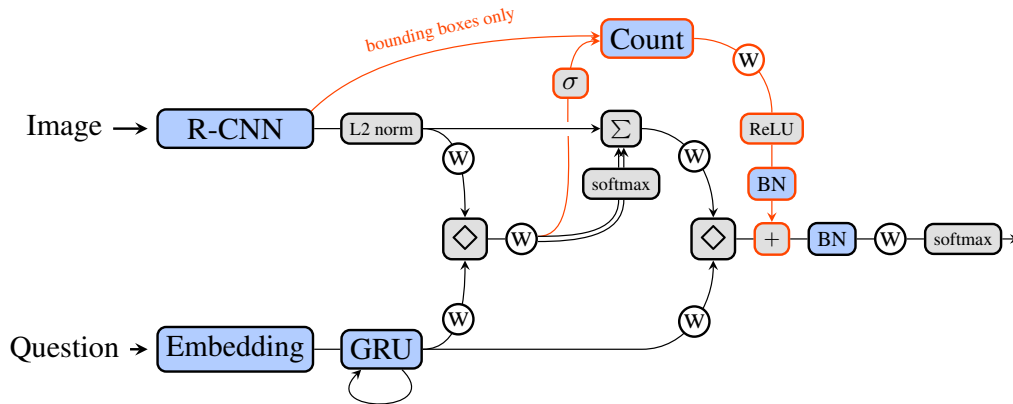 bounding boxes only
Count
W
σ
Image
R-CNN
L2 norm
Σ
ReLU
W
W
softmax
BN
◇
W
◇
+
BN
W
softmax
W
W
Question
Embedding
GRU